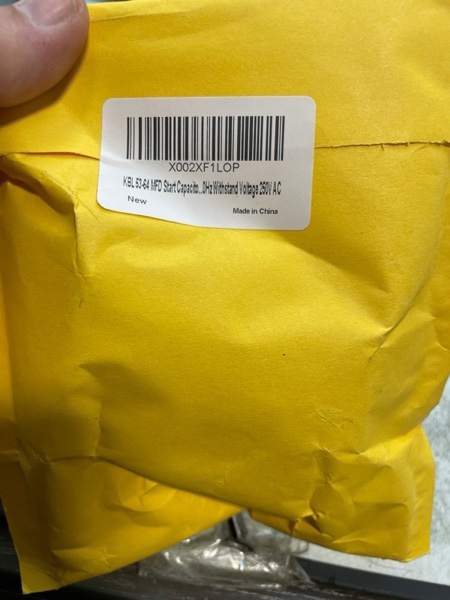 X002XF1LOP
KBL 53-64 MFD Start Capacito...0Hz Withstand Voltage 250V AC
New
Made in China